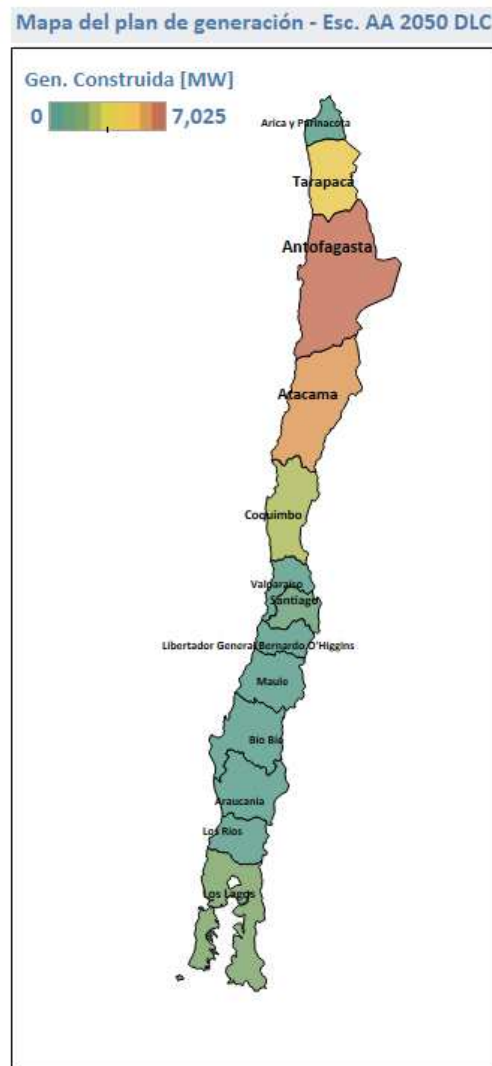 Mapa del plan de generación - Esc. AA 2050 DLC
Gen. Construida [MW]
0 7,025
Arica y Parinacota
Tarapacá
Antofagasta
Atacama
Coquimbo
Valparaíso
Santiago
Libertador General Bernardo O'Higgins
Maule
Bío Bío
Araucanía
Los Ríos
Los Lagos